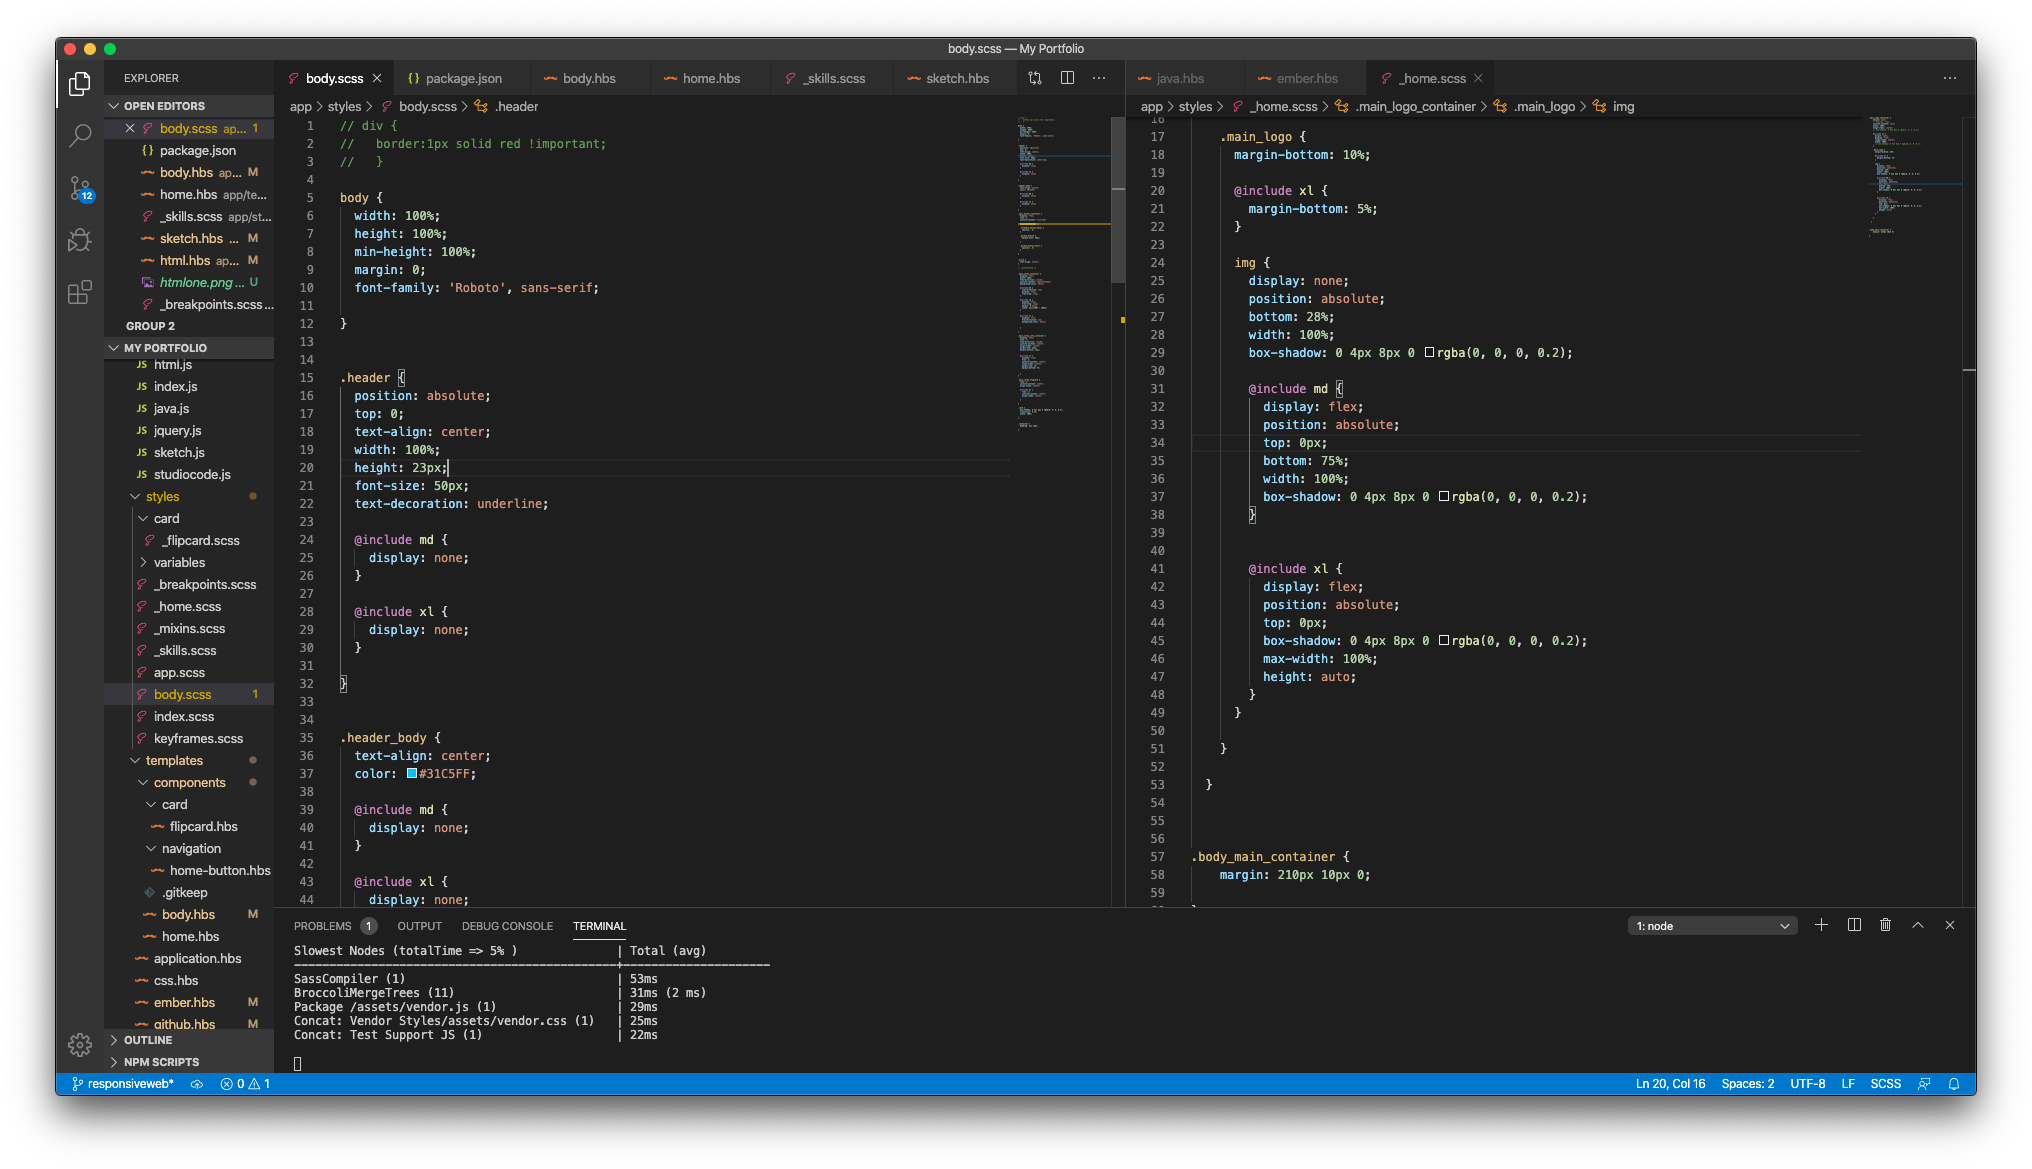 body.scss — My Portfolio
EXPLORER
OPEN EDITORS
body.scss ap... 1
{} package.json
body.hbs ap... M
home.hbs app/te...
_skills.scss app/st...
sketch.hbs ... M
html.hbs ap... M
htmlone.png ... U
_breakpoints.scss ...
GROUP 2
MY PORTFOLIO
JS html.js
JS index.js
JS java.js
JS jquery.js
JS sketch.js
JS studiocode.js
styles
card
_flipcard.scss
variables
_breakpoints.scss
_home.scss
_mixins.scss
_skills.scss
app.scss
body.scss 1
index.scss
keyframes.scss
templates
components
card
flipcard.hbs
navigation
home-button.hbs
.gitkeep
body.hbs M
home.hbs
application.hbs
css.hbs
ember.hbs M
github.hbs M
OUTLINE
NPM SCRIPTS
12
body.scss {} package.json body.hbs home.hbs _skills.scss sketch.hbs
app > styles > body.scss > .header
1 // div {
2 //   border:1px solid red !important;
3 //   }
4
5 body {
6   width: 100%;
7   height: 100%;
8   min-height: 100%;
9   margin: 0;
10   font-family: 'Roboto', sans-serif;
11
12 }
13
14
15 .header {
16   position: absolute;
17   top: 0;
18   text-align: center;
19   width: 100%;
20   height: 23px;
21   font-size: 50px;
22   text-decoration: underline;
23
24   @include md {
25     display: none;
26   }
27
28   @include xl {
29     display: none;
30   }
31
32 }
33
34
35 .header_body {
36   text-align: center;
37   color: #31C5FF;
38
39   @include md {
40     display: none;
41   }
42
43   @include xl {
44     display: none;
java.hbs ember.hbs _home.scss
app > styles > _home.scss > .main_logo_container > .main_logo > img
16
17     .main_logo {
18       margin-bottom: 10%;
19
20       @include xl {
21         margin-bottom: 5%;
22       }
23
24       img {
25         display: none;
26         position: absolute;
27         bottom: 28%;
28         width: 100%;
29         box-shadow: 0 4px 8px 0 rgba(0, 0, 0, 0.2);
30
31         @include md {
32           display: flex;
33           position: absolute;
34           top: 0px;
35           bottom: 75%;
36           width: 100%;
37           box-shadow: 0 4px 8px 0 rgba(0, 0, 0, 0.2);
38         }
39
40
41         @include xl {
42           display: flex;
43           position: absolute;
44           top: 0px;
45           box-shadow: 0 4px 8px 0 rgba(0, 0, 0, 0.2);
46           max-width: 100%;
47           height: auto;
48         }
49       }
50
51     }
52
53   }
54
55
56
57 .body_main_container {
58     margin: 210px 10px 0;
59
PROBLEMS 1 OUTPUT DEBUG CONSOLE TERMINAL 1: node
Slowest Nodes (totalTime => 5% ) | Total (avg)
SassCompiler (1) | 53ms
BroccoliMergeTrees (11) | 31ms (2 ms)
Package /assets/vendor.js (1) | 29ms
Concat: Vendor Styles/assets/vendor.css (1) | 25ms
Concat: Test Support JS (1) | 22ms
responsiveweb* 0 1 Ln 20, Col 16 Spaces: 2 UTF-8 LF SCSS